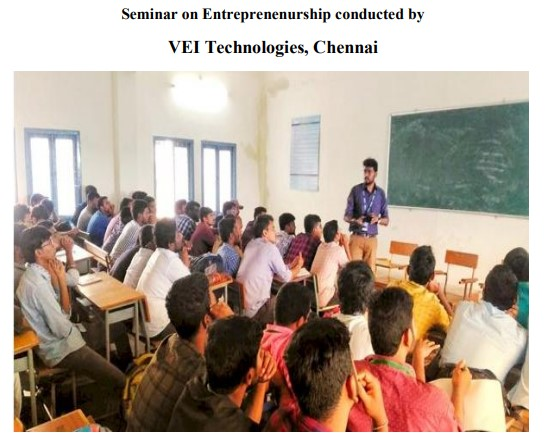 Seminar on Entreprenenurship conducted by
VEI Technologies, Chennai